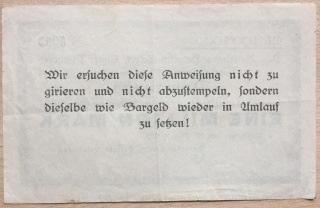 Wir ersuchen diese Anweisung nicht zu
girieren und nicht abzustempeln, sondern
dieselbe wie Bargeld wieder in Umlauf
zu setzen!